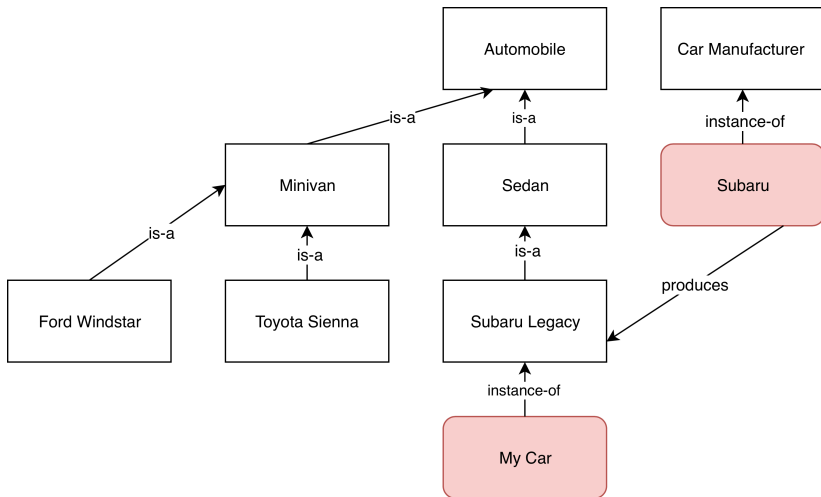 Automobile
Car Manufacturer
is-a
is-a
instance-of
Minivan
Sedan
Subaru
is-a
is-a
is-a
produces
Ford Windstar
Toyota Sienna
Subaru Legacy
instance-of
My Car